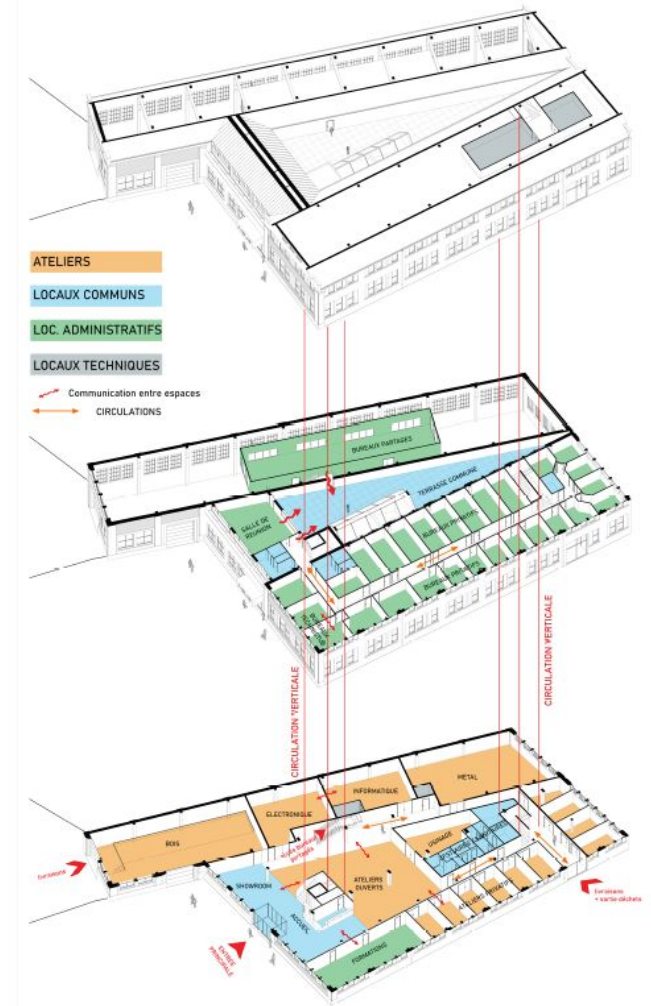 ATELIERS
LOCAUX COMMUNS
LOC. ADMINISTRATIFS
LOCAUX TECHNIQUES
Communication entre espaces
CIRCULATIONS
BUREAUX PARTAGES
TERRASSE COMMUNE
SALLE DE
REUNION
BUREAUX PRIVATIFS
BUREAUX PRIVATIFS
CIRCULATION VERTICALE
CIRCULATION VERTICALE
METAL
INFORMATIQUE
ELECTRONIQUE
BOIS
USINAGE
livraisons
SHOWROOM
ATELIERS
OUVERTS
ATELIERS PRIVATIFS
ACCUEIL
livraisons
+ sortie déchets
FORMATIONS
ENTREE
PRINCIPALE